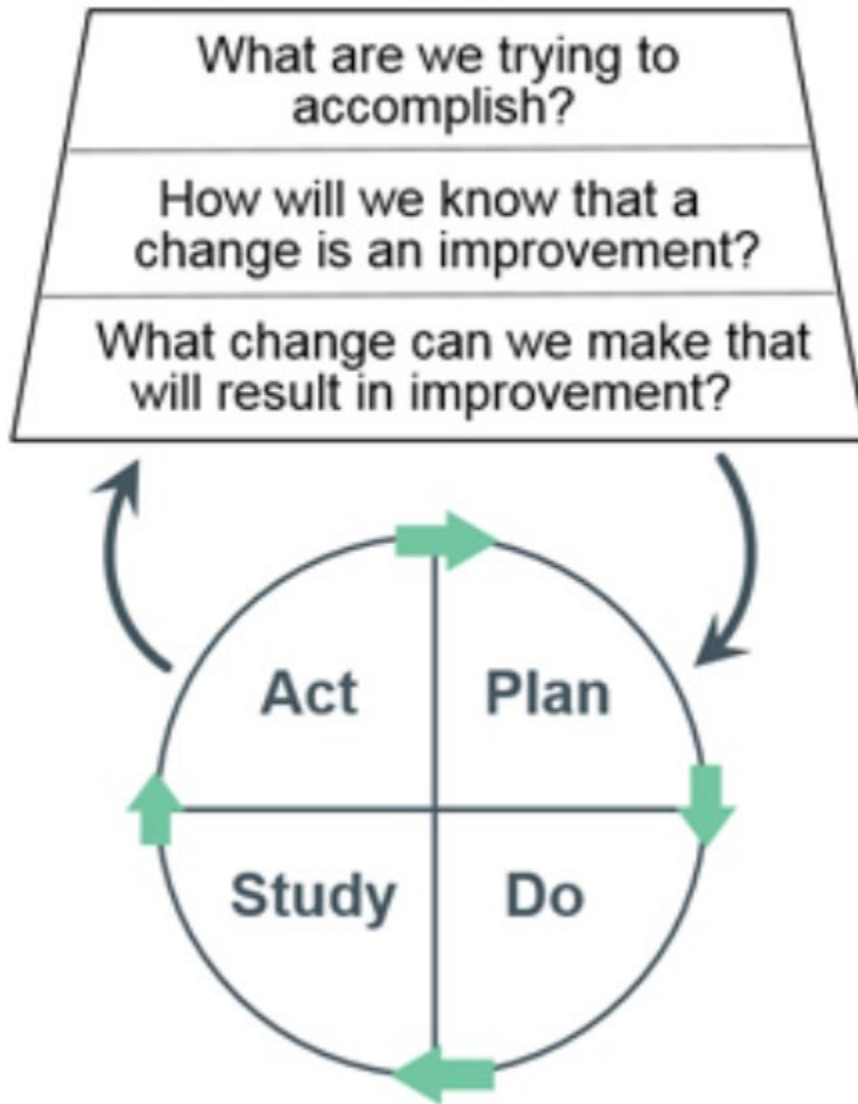 What are we trying to
accomplish?
How will we know that a
change is an improvement?
What change can we make that
will result in improvement?
Act
Plan
Study
Do